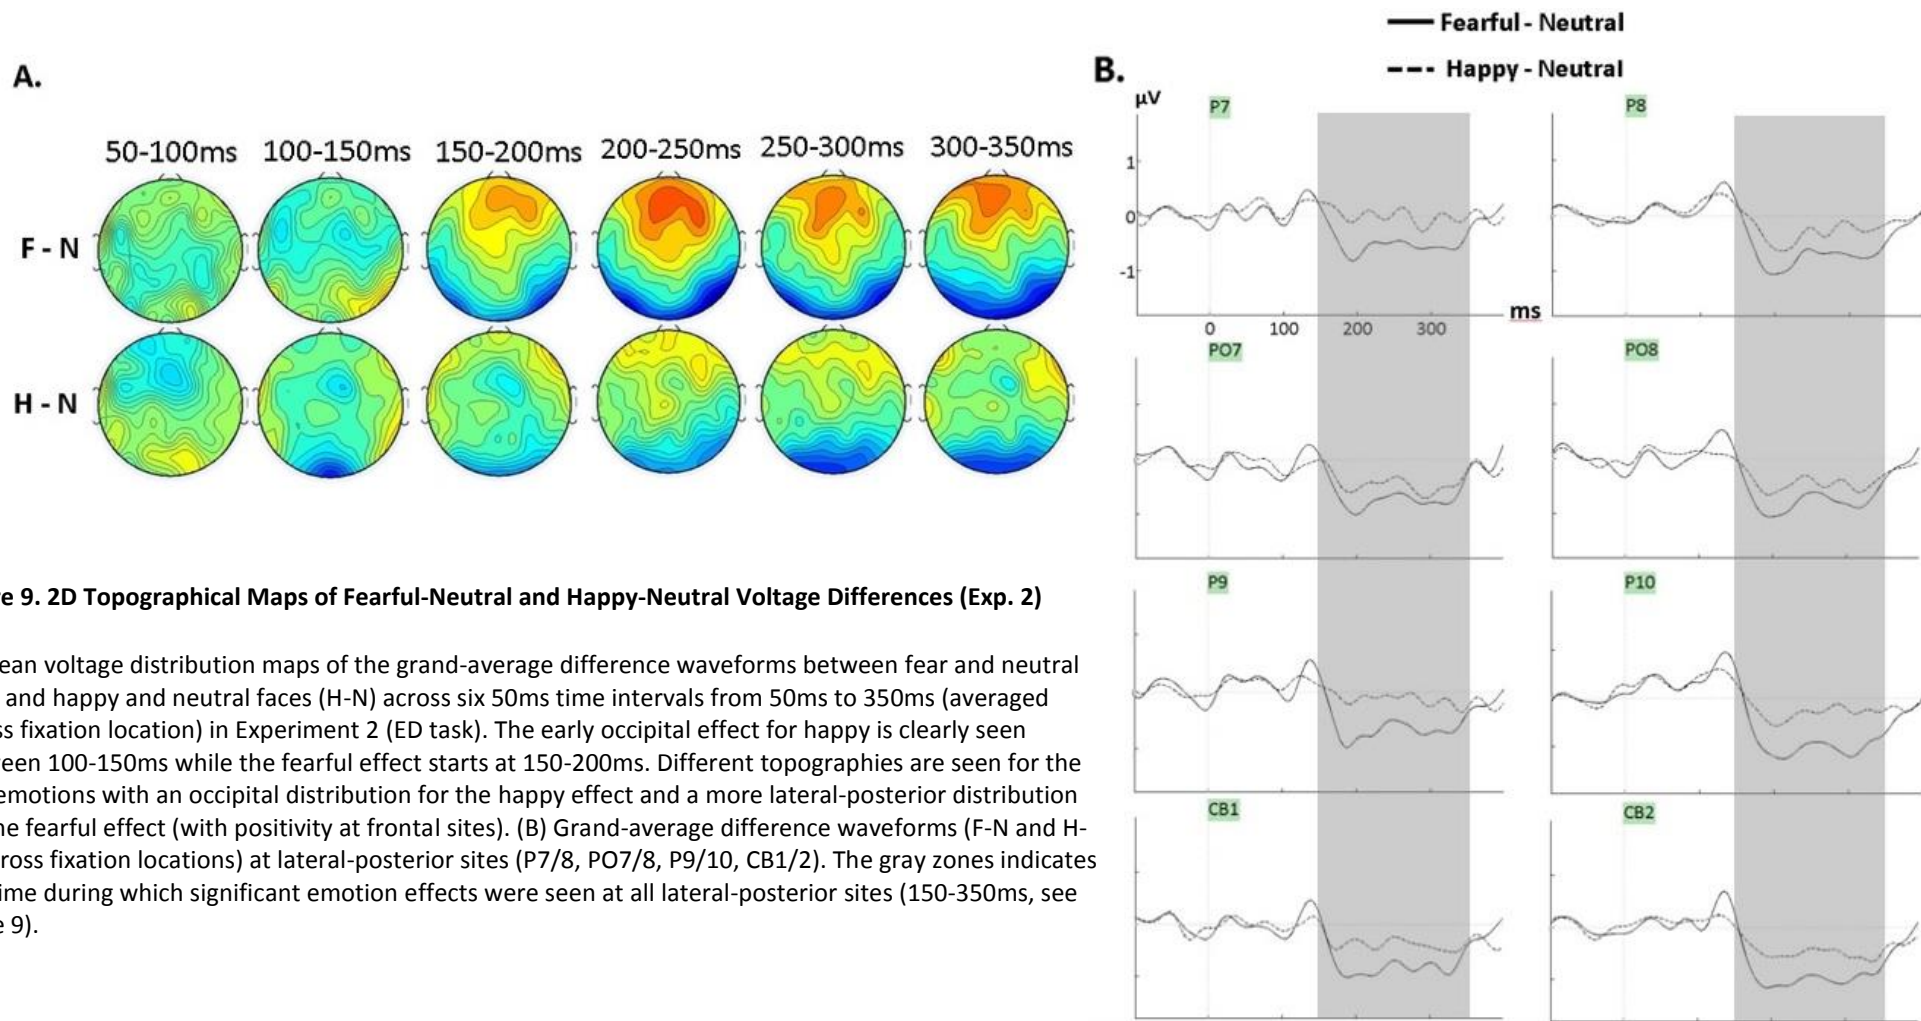 A.
50-100ms 100-150ms 150-200ms 200-250ms 250-300ms 300-350ms
F - N
H - N
e 9. 2D Topographical Maps of Fearful-Neutral and Happy-Neutral Voltage Differences (Exp. 2)
ean voltage distribution maps of the grand-average difference waveforms between fear and neutral
and happy and neutral faces (H-N) across six 50ms time intervals from 50ms to 350ms (averaged
ss fixation location) in Experiment 2 (ED task). The early occipital effect for happy is clearly seen
een 100-150ms while the fearful effect starts at 150-200ms. Different topographies are seen for the
emotions with an occipital distribution for the happy effect and a more lateral-posterior distribution
ne fearful effect (with positivity at frontal sites). (B) Grand-average difference waveforms (F-N and H-
ross fixation locations) at lateral-posterior sites (P7/8, PO7/8, P9/10, CB1/2). The gray zones indicates
ime during which significant emotion effects were seen at all lateral-posterior sites (150-350ms, see
e 9).
Fearful - Neutral
Happy - Neutral
B.
µV
P7
P8
1
0
-1
0 100 200 300
ms
PO7
PO8
P9
P10
CB1
CB2